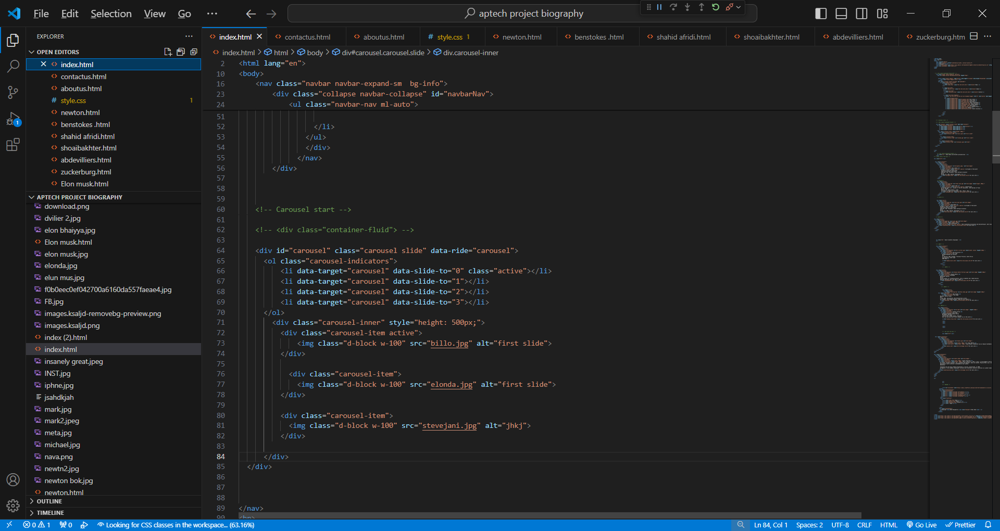 File Edit Selection View Go ··· aptech project biography
EXPLORER ···
OPEN EDITORS
index.html
contactus.html
aboutus.html
style.css 1
newton.html
benstokes .html
shahid afridi.html
shoaibakhter.html
abdevilliers.html
zuckerburg.html
Elon musk.html
APTECH PROJECT BIOGRAPHY
download.png
dvilier 2.jpg
elon bhaiyya.jpg
Elon musk.html
elon musk.jpg
elonda.jpg
elun mus.jpg
f0b0eec0ef042700a6160da557faeae4.jpg
FB.jpg
images.ksaljd-removebg-preview.png
images.ksaljd.png
index (2).html
index.html
insanely great.jpeg
INST.jpg
iphne.jpg
jsahdkjah
mark.jpg
mark2.jpeg
meta.jpg
michael.jpg
nava.png
newtn2.jpg
newton bok.jpg
newton.html
OUTLINE
TIMELINE
index.html contactus.html aboutus.html style.css 1 newton.html benstokes .html shahid afridi.html shoaibakhter.html abdevilliers.html zuckerburg.htm ···
index.html > html > body > div#carousel.carousel.slide > div.carousel-inner
2 <html lang="en">
10 <body>
16 <nav class="navbar navbar-expand-sm  bg-info">
23 <div class="collapse navbar-collapse" id="navbarNav">
24 <ul class="navbar-nav ml-auto">
51
52 </li>
53 </ul>
54 </div>
55 </nav>
56 </div>
57
58
59
60 <!-- Carousel start -->
61
62 <!-- <div class="container-fluid"> -->
63
64 <div id="carousel" class="carousel slide" data-ride="carousel">
65 <ol class="carousel-indicators">
66 <li data-target="carousel" data-slide-to="0" class="active"></li>
67 <li data-target="carousel" data-slide-to="1"></li>
68 <li data-target="carousel" data-slide-to="2"></li>
69 <li data-target="carousel" data-slide-to="3"></li>
70 </ol>
71 <div class="carousel-inner" style="height: 500px;">
72 <div class="carousel-item active">
73 <img class="d-block w-100" src="billo.jpg" alt="first slide">
74 </div>
75
76 <div class="carousel-item">
77 <img class="d-block w-100" src="elonda.jpg" alt="first slide">
78 </div>
79
80 <div class="carousel-item">
81 <img class="d-block w-100" src="stevejani.jpg" alt="jhkj">
82 </div>
83
84 </div>
85 </div>
86
87
88
89 </nav>
90
1
0 1 0 Looking for CSS classes in the workspace... (63.16%) Ln 84, Col 1 Spaces: 2 UTF-8 CRLF HTML Go Live Prettier